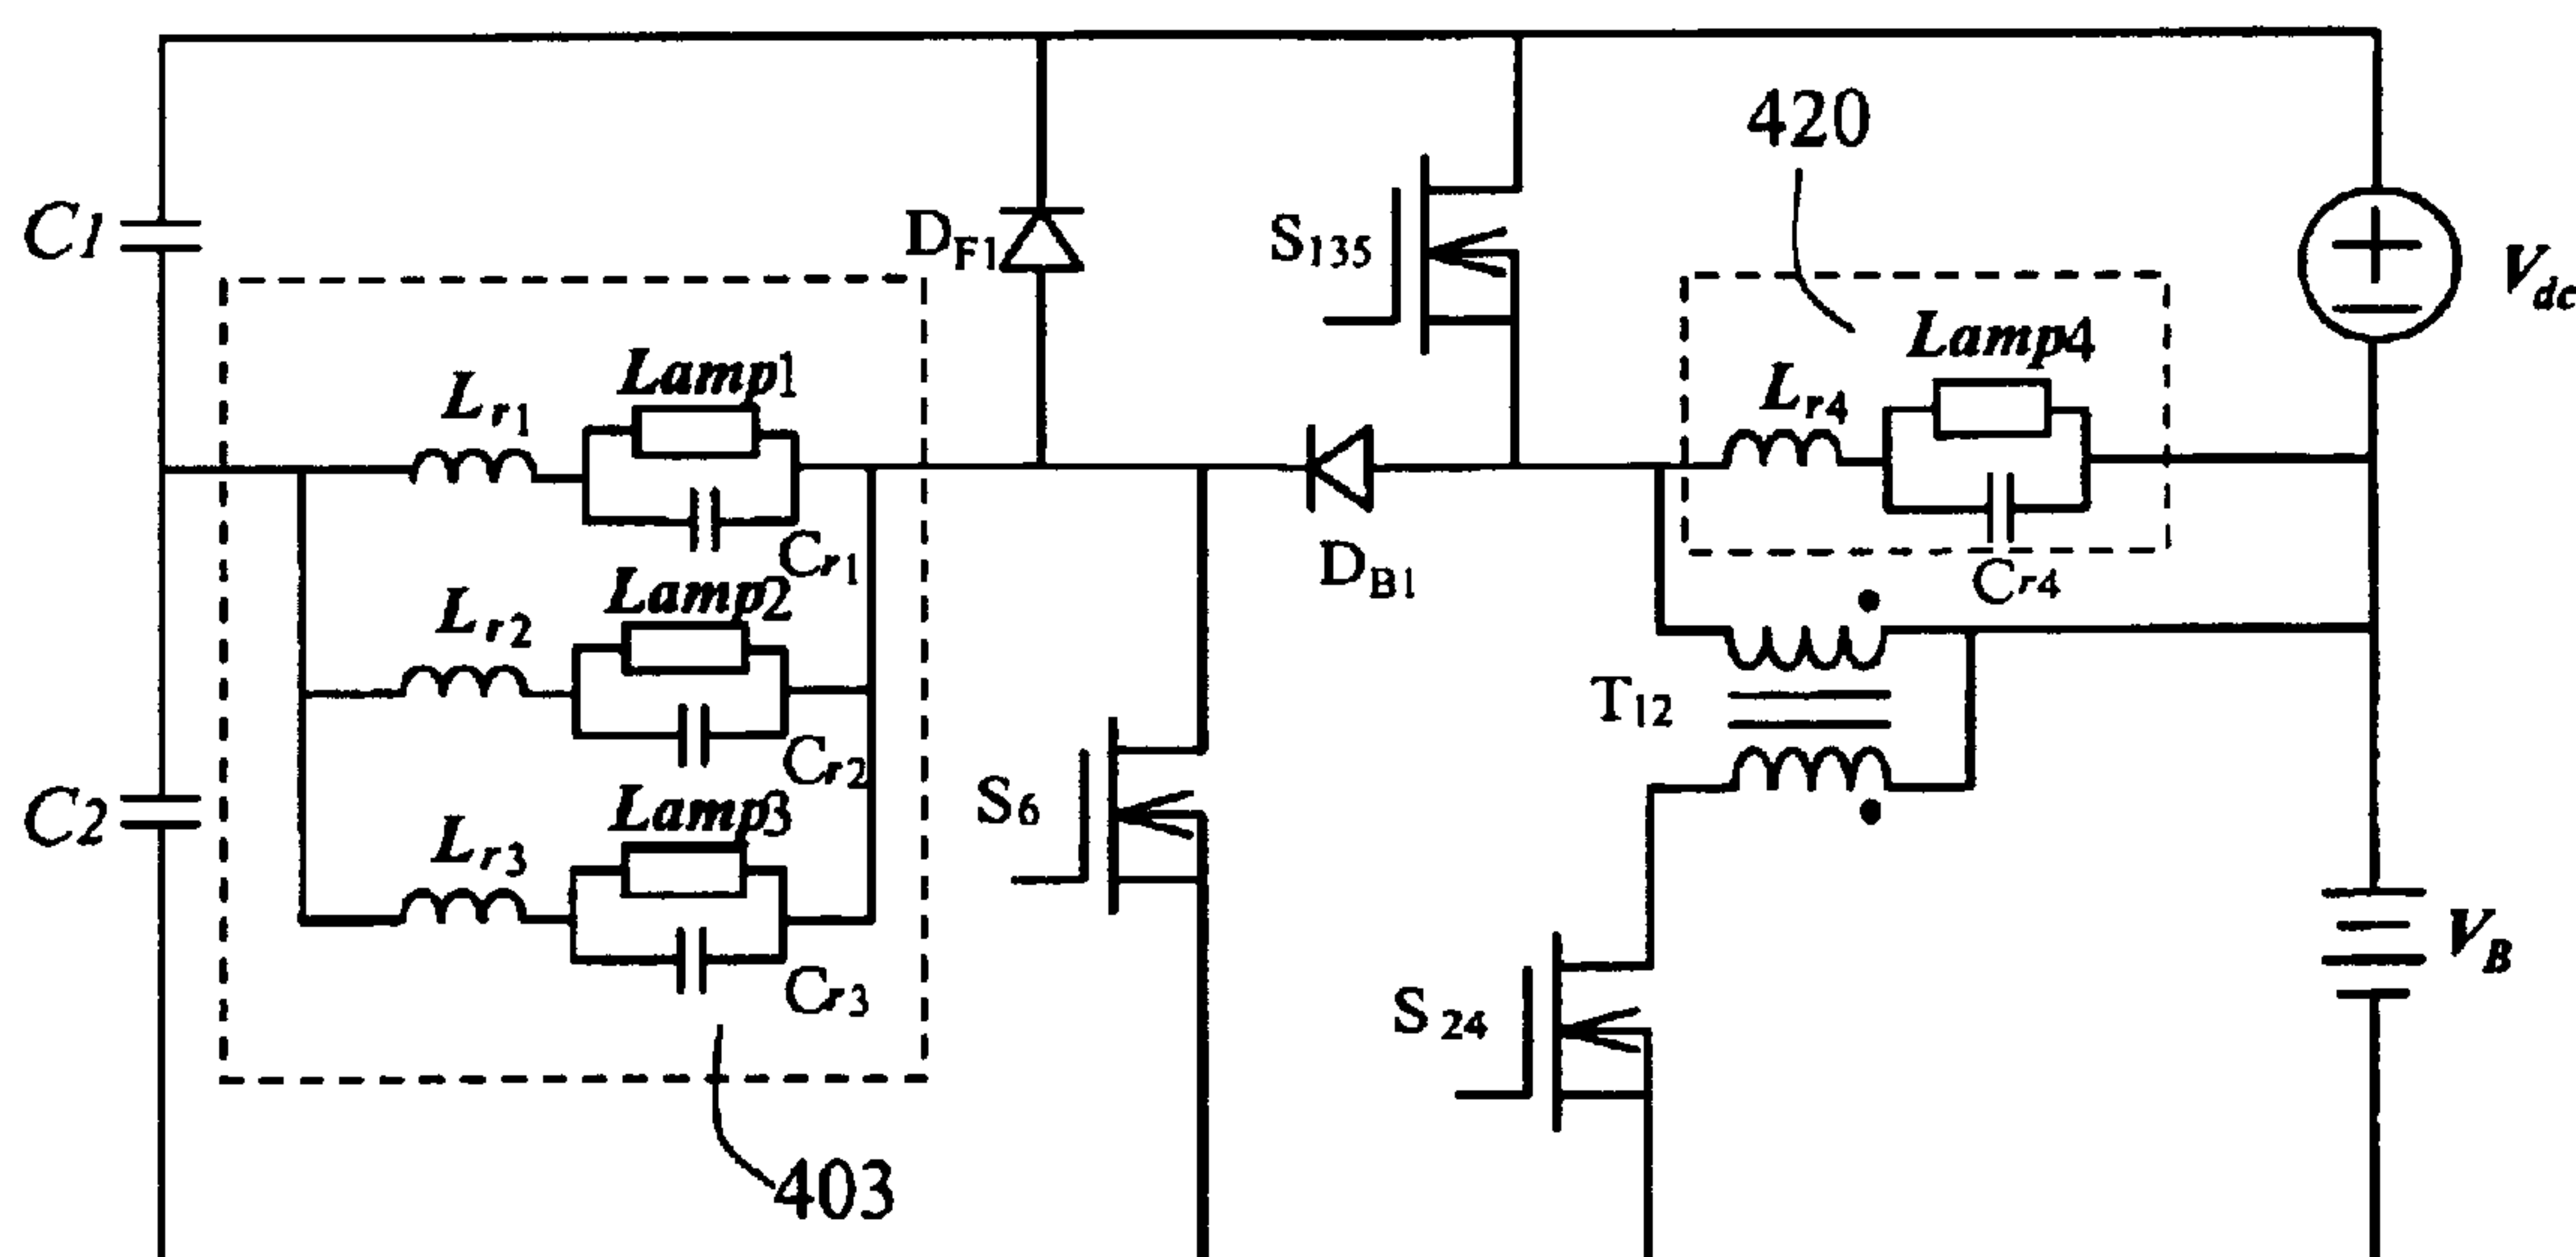 420
C1
DF1
S135
Vdc
Lr1
Lamp1
Lr4
Lamp4
Cr1
DB1
Cr4
Lr2
Lamp2
Cr2
T12
C2
Lr3
Lamp3
S6
Cr3
S24
VB
403